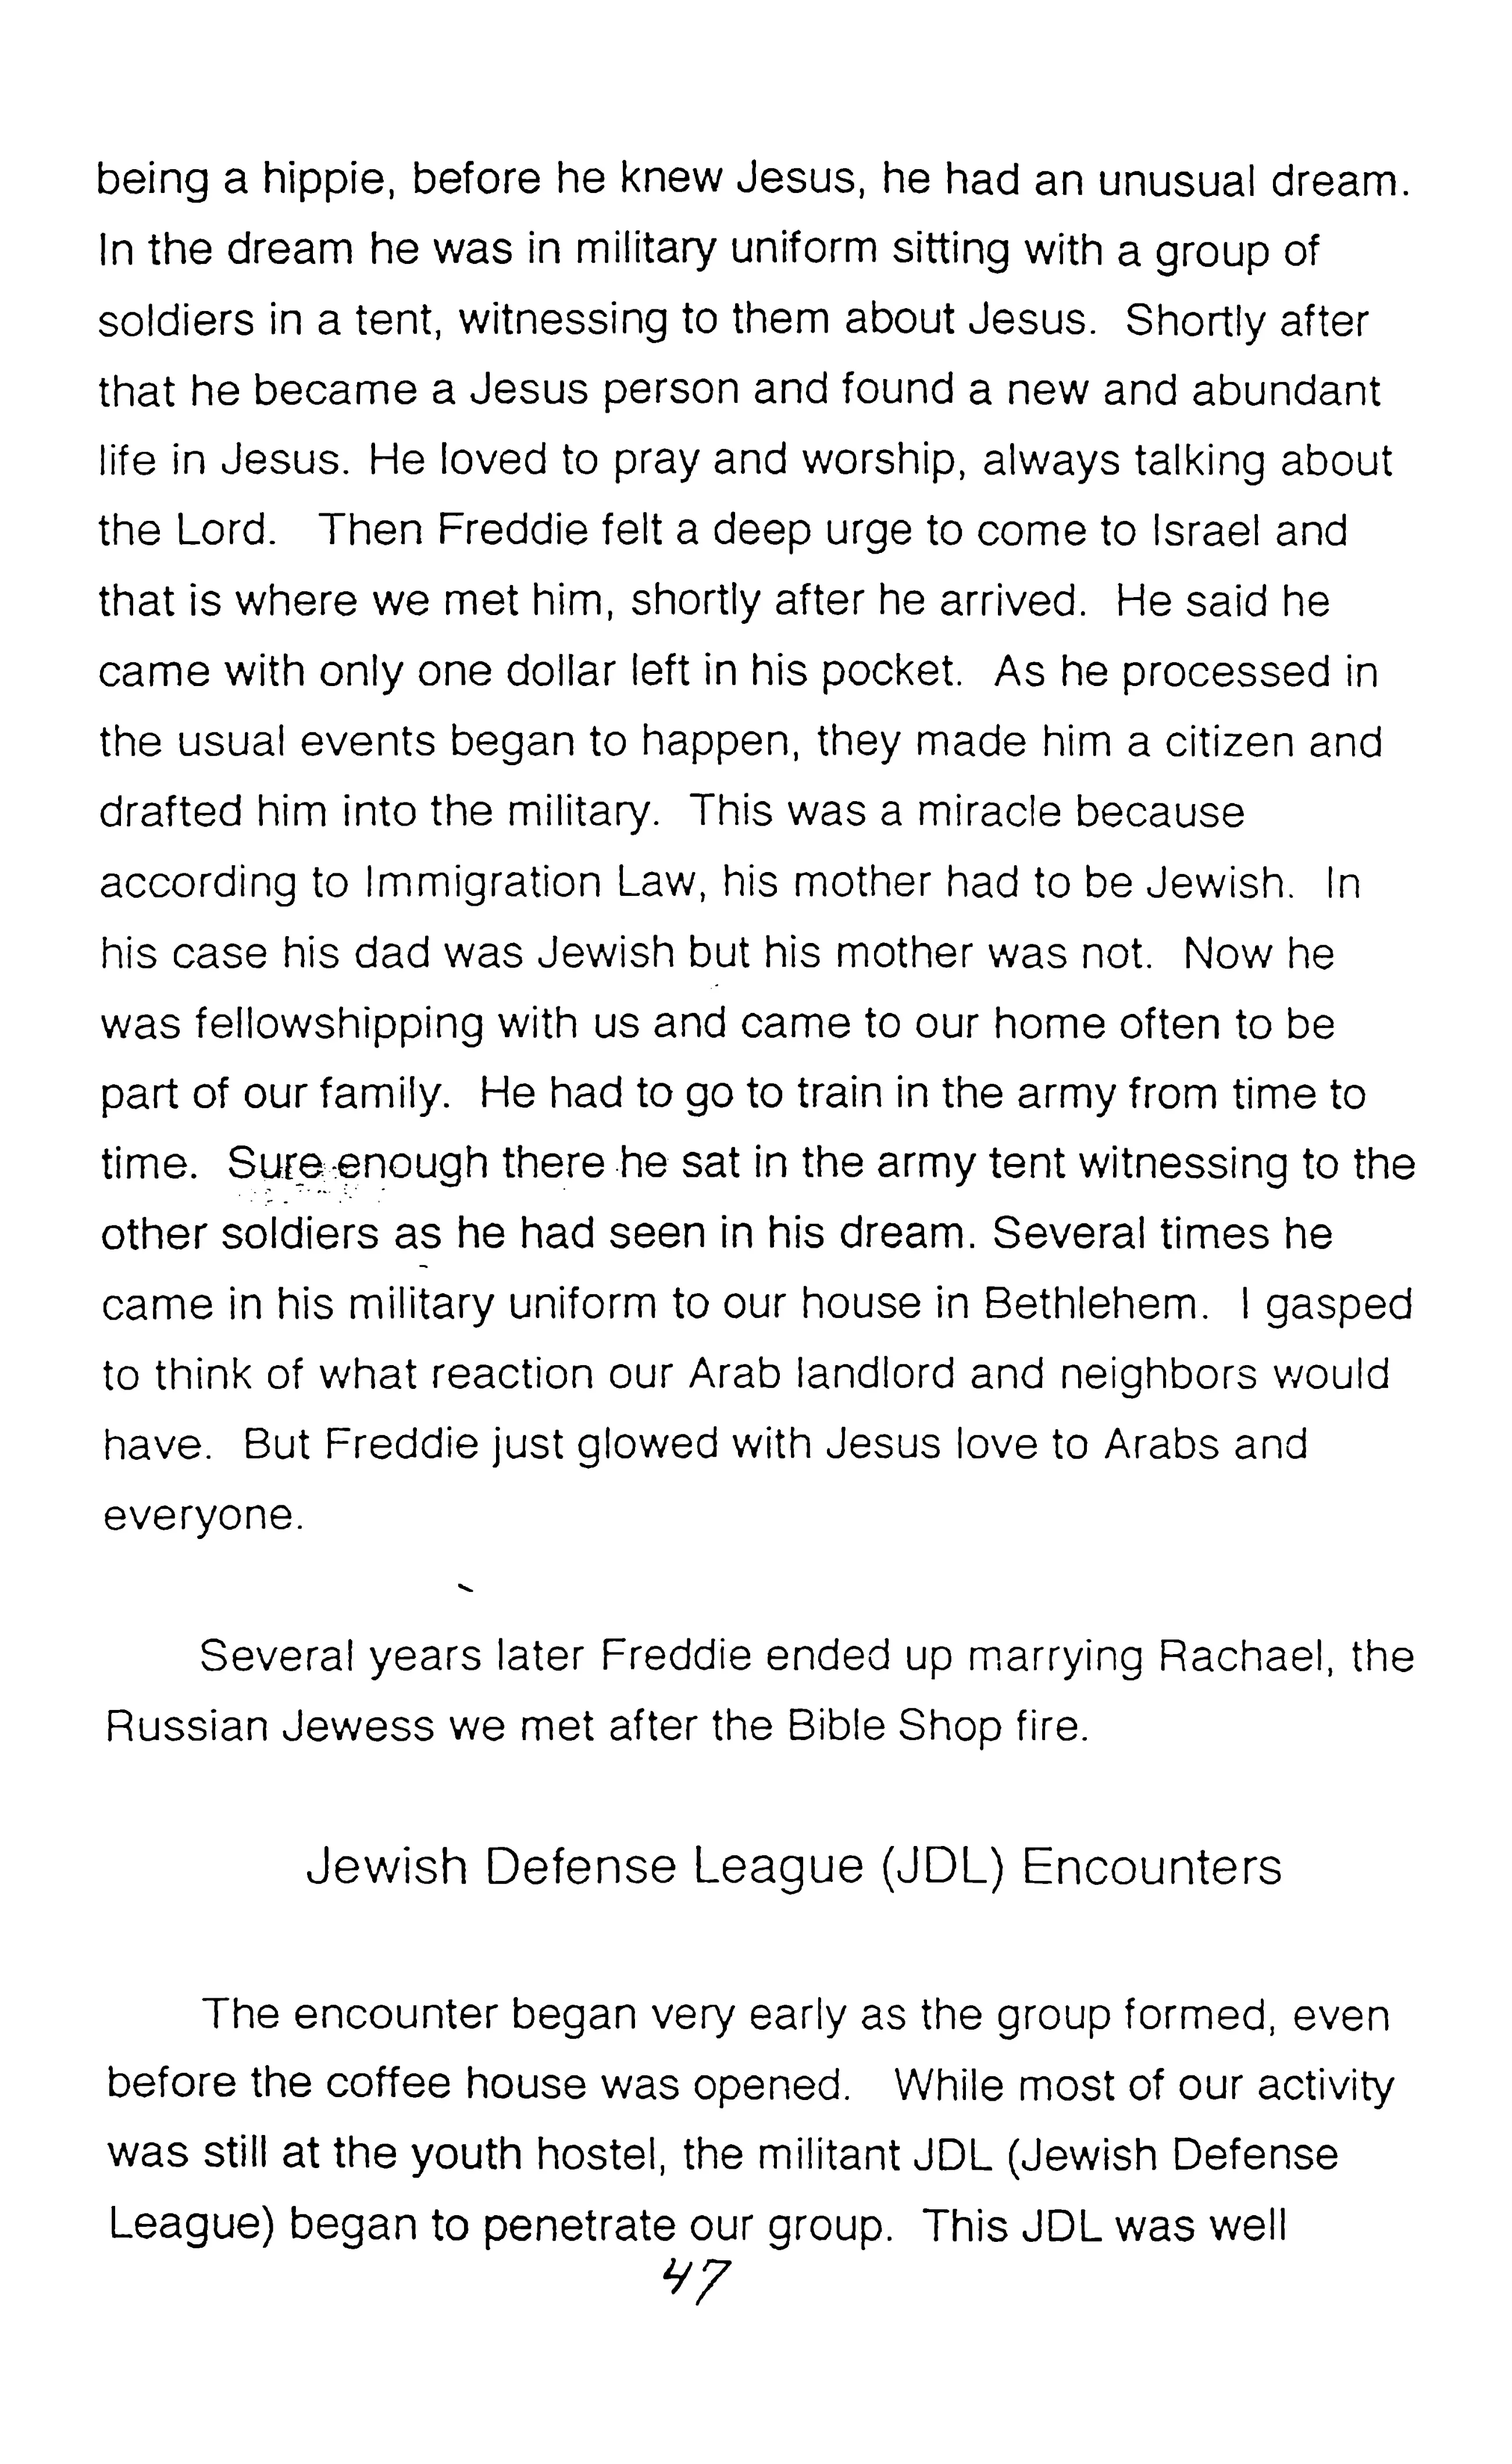 being a hippie, before he knew Jesus, he had an unusual dream.
In the dream he was in military uniform sitting with a group of
soldiers in a tent, witnessing to them about Jesus. Shortly after
that he became a Jesus person and found a new and abundant
life in Jesus. He loved to pray and worship, always talking about
the Lord. Then Freddie felt a deep urge to come to Israel and
that is where we met him, shortly after he arrived. He said he
came with only one dollar left in his pocket. As he processed in
the usual events began to happen, they made him a citizen and
drafted him into the military. This was a miracle because
according to Immigration Law, his mother had to be Jewish. In
his case his dad was Jewish but his mother was not. Now he
was fellowshipping with us and came to our home often to be
part of our family. He had to go to train in the army from time to
time. Sure enough there he sat in the army tent witnessing to the
other soldiers as he had seen in his dream. Several times he
came in his military uniform to our house in Bethlehem. I gasped
to think of what reaction our Arab landlord and neighbors would
have. But Freddie just glowed with Jesus love to Arabs and
everyone.
Several years later Freddie ended up marrying Rachael, the
Russian Jewess we met after the Bible Shop fire.
Jewish Defense League (JDL) Encounters
The encounter began very early as the group formed, even
before the coffee house was opened. While most of our activity
was still at the youth hostel, the militant JDL (Jewish Defense
League) began to penetrate our group. This JDL was well
47